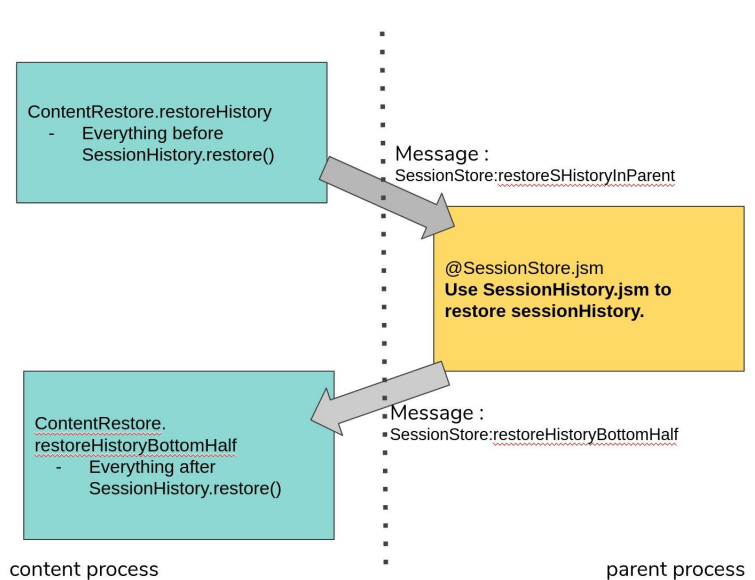 ContentRestore.restoreHistory
- Everything before
SessionHistory.restore()
Message :
SessionStore:restoreSHistoryInParent
@SessionStore.jsm
Use SessionHistory.jsm to
restore sessionHistory.
Message :
SessionStore:restoreHistoryBottomHalf
ContentRestore.
restoreHistoryBottomHalf
- Everything after
SessionHistory.restore()
content process
parent process